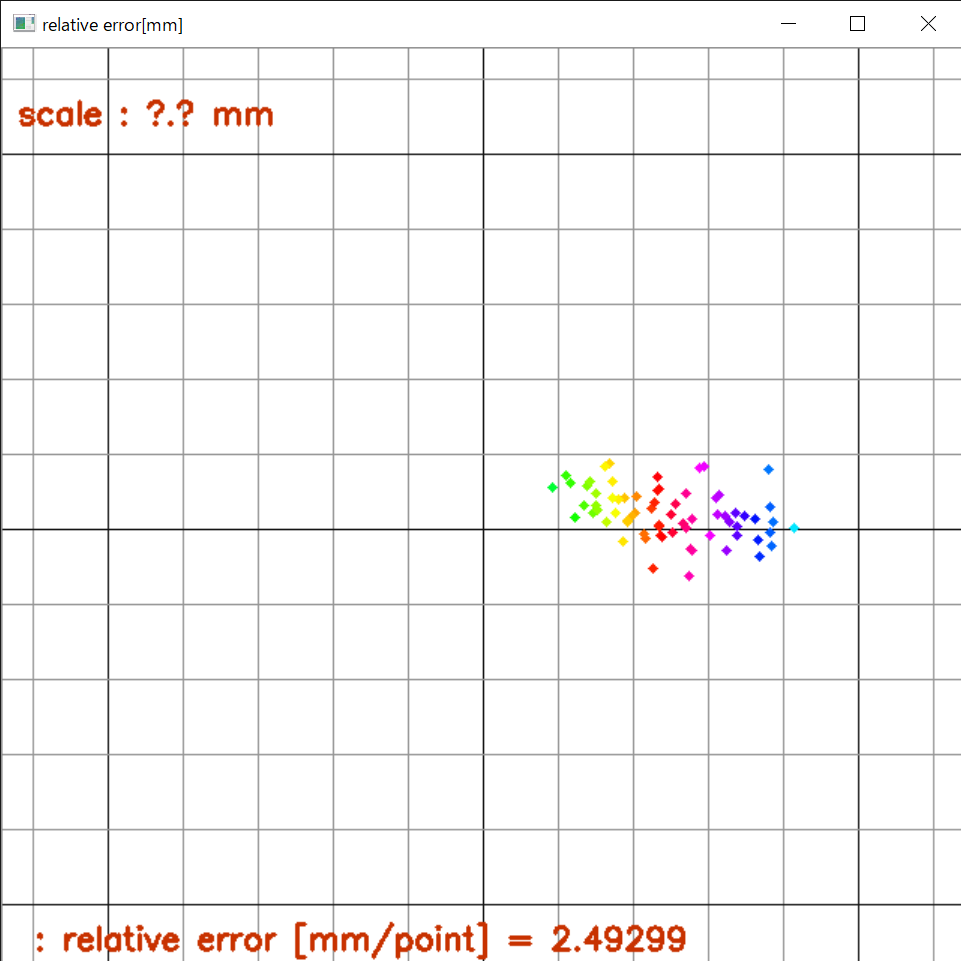 relative error[mm]
scale : ?.? mm
: relative error [mm/point] = 2.49299